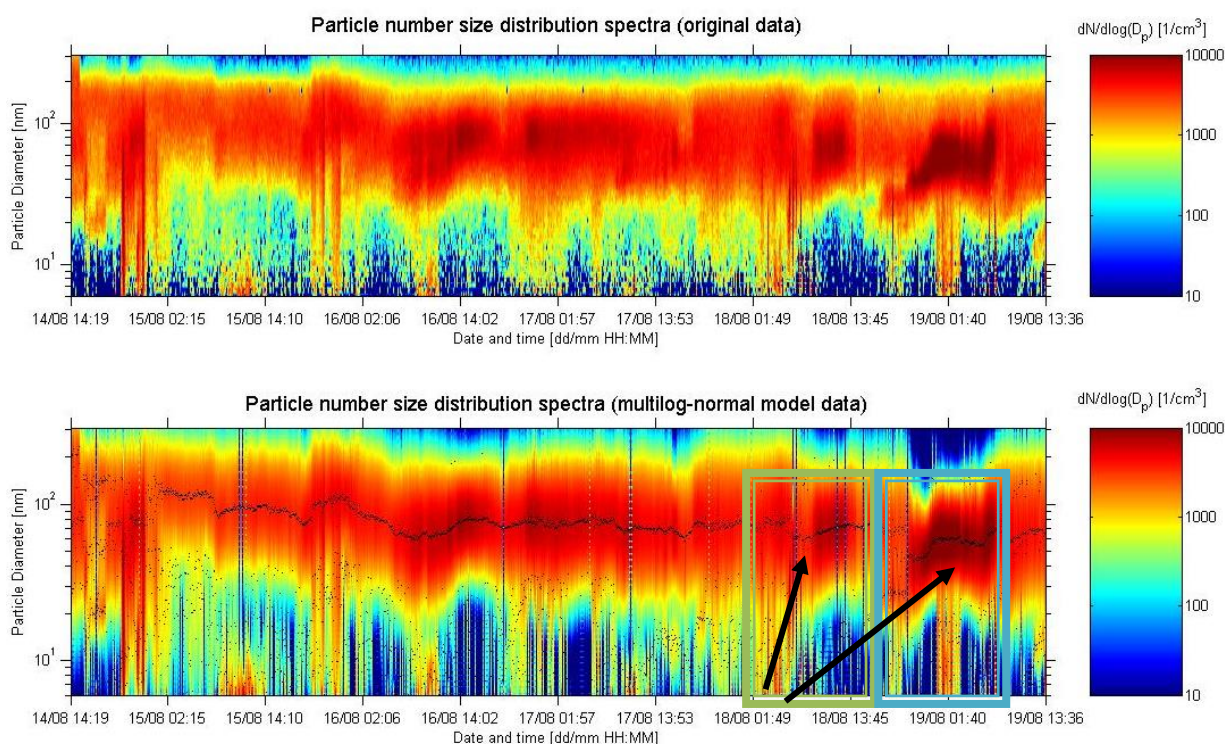 Particle number size distribution spectra (original data)
dN/dlog(Dp) [1/cm³]
Particle Diameter [nm]
10²
10¹
10000
1000
100
10
14/08 14:19 15/08 02:15 15/08 14:10 16/08 02:06 16/08 14:02 17/08 01:57 17/08 13:53 18/08 01:49 18/08 13:45 19/08 01:40 19/08 13:36
Date and time [dd/mm HH:MM]
Particle number size distribution spectra (multilog-normal model data)
dN/dlog(Dp) [1/cm³]
Particle Diameter [nm]
10²
10¹
10000
1000
100
10
14/08 14:19 15/08 02:15 15/08 14:10 16/08 02:06 16/08 14:02 17/08 01:57 17/08 13:53 18/08 01:49 18/08 13:45 19/08 01:40 19/08 13:36
Date and time [dd/mm HH:MM]